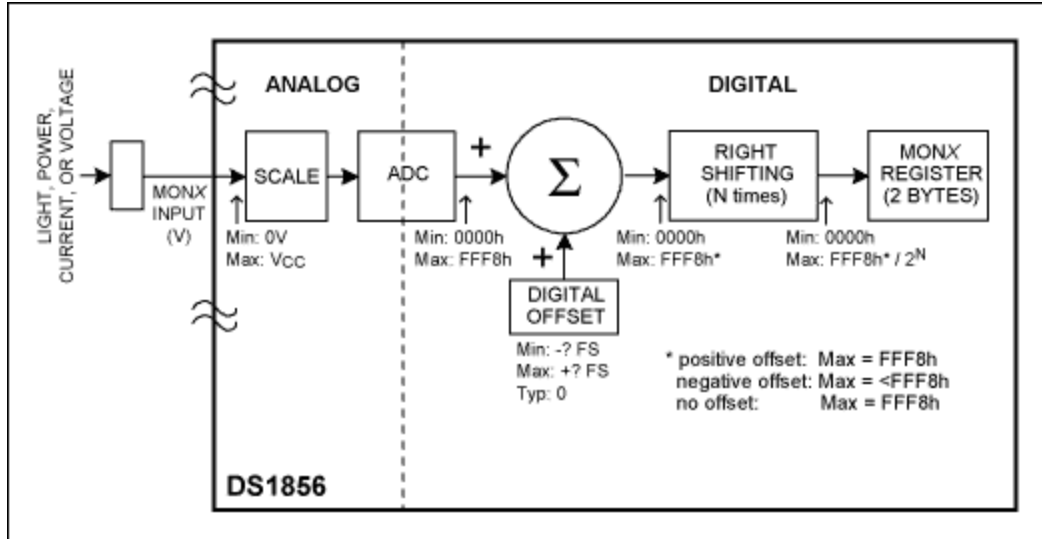 LIGHT, POWER,
CURRENT, OR VOLTAGE
MONX
INPUT
(V)
ANALOG
DIGITAL
SCALE
Min: 0V
Max: VCC
ADC
+
Min: 0000h
Max: FFF8h
Σ
+
DIGITAL
OFFSET
Min: -? FS
Max: +? FS
Typ: 0
Min: 0000h
Max: FFF8h*
RIGHT
SHIFTING
(N times)
Min: 0000h
Max: FFF8h* / 2^N
MONX
REGISTER
(2 BYTES)
* positive offset: Max = FFF8h
negative offset: Max = <FFF8h
no offset: Max = FFF8h
DS1856